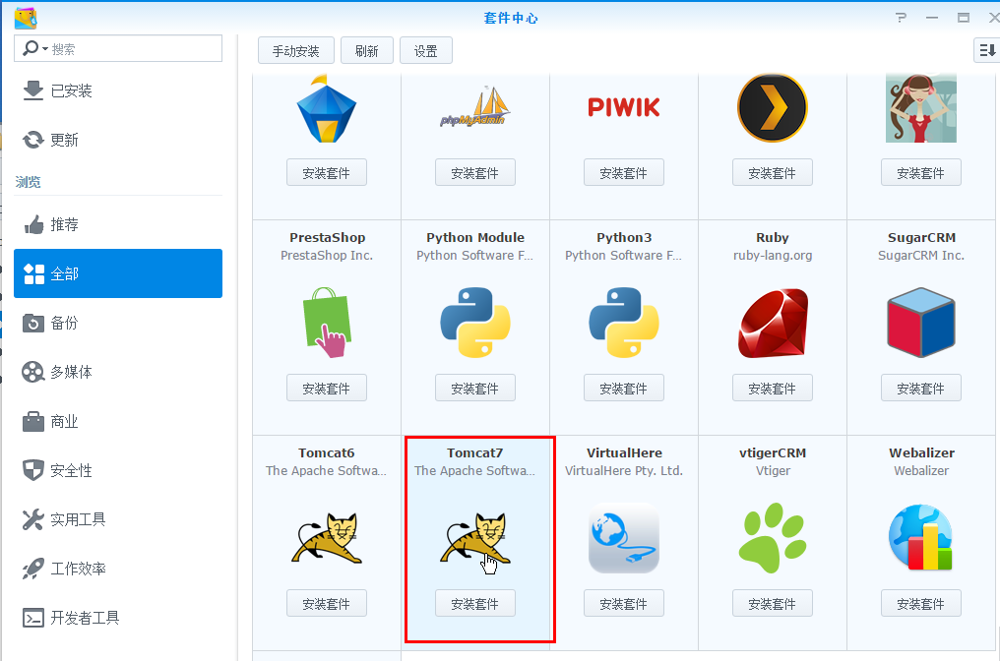 套件中心
搜索
手动安装
刷新
设置
已安装
更新
浏览
推荐
全部
备份
多媒体
商业
安全性
实用工具
工作效率
开发者工具
phpMyAdmin
PIWIK
安装套件
安装套件
安装套件
安装套件
安装套件
PrestaShop
PrestaShop Inc.
安装套件
Python Module
Python Software F...
安装套件
Python3
Python Software F...
安装套件
Ruby
ruby-lang.org
安装套件
SugarCRM
SugarCRM Inc.
安装套件
Tomcat6
The Apache Softwa...
安装套件
Tomcat7
The Apache Softwa...
安装套件
VirtualHere
VirtualHere Pty. Ltd.
安装套件
vtigerCRM
Vtiger
安装套件
Webalizer
Webalizer
安装套件